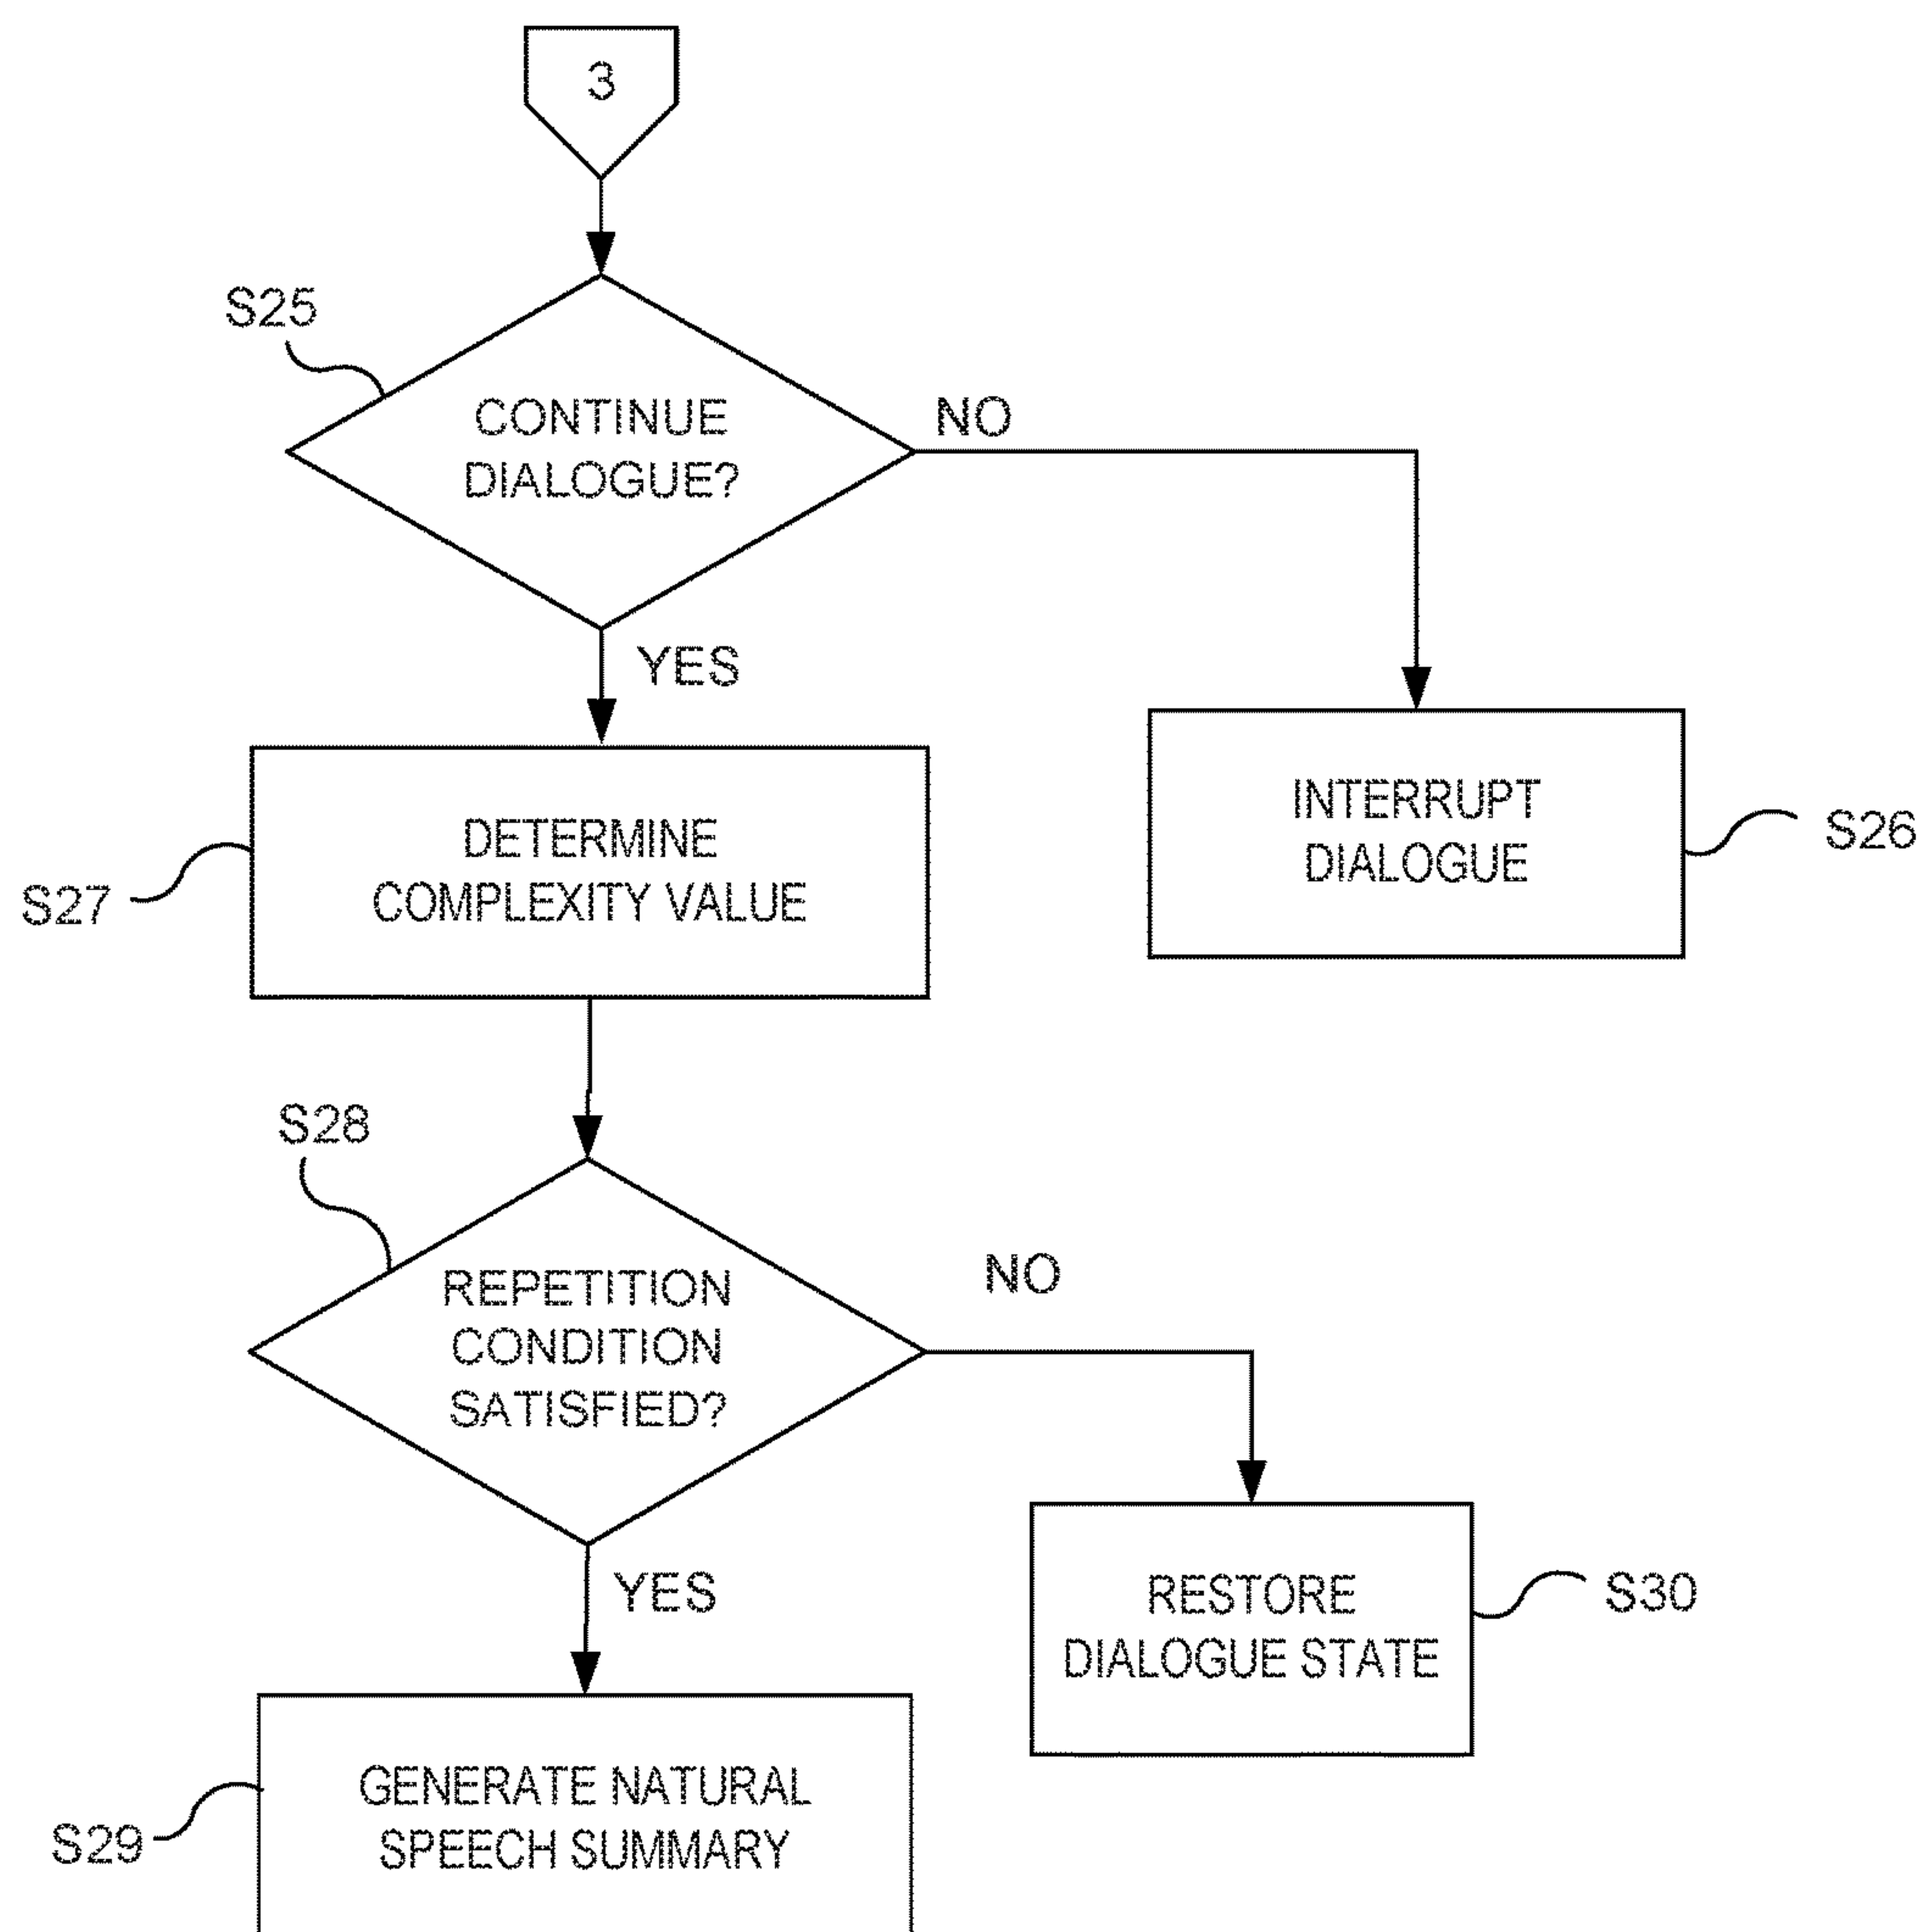 3
S25
CONTINUE
DIALOGUE?
NO
YES
INTERRUPT
DIALOGUE
S26
DETERMINE
COMPLEXITY VALUE
S27
S28
REPETITION
CONDITION
SATISFIED?
NO
YES
RESTORE
DIALOGUE STATE
S30
GENERATE NATURAL
SPEECH SUMMARY
S29